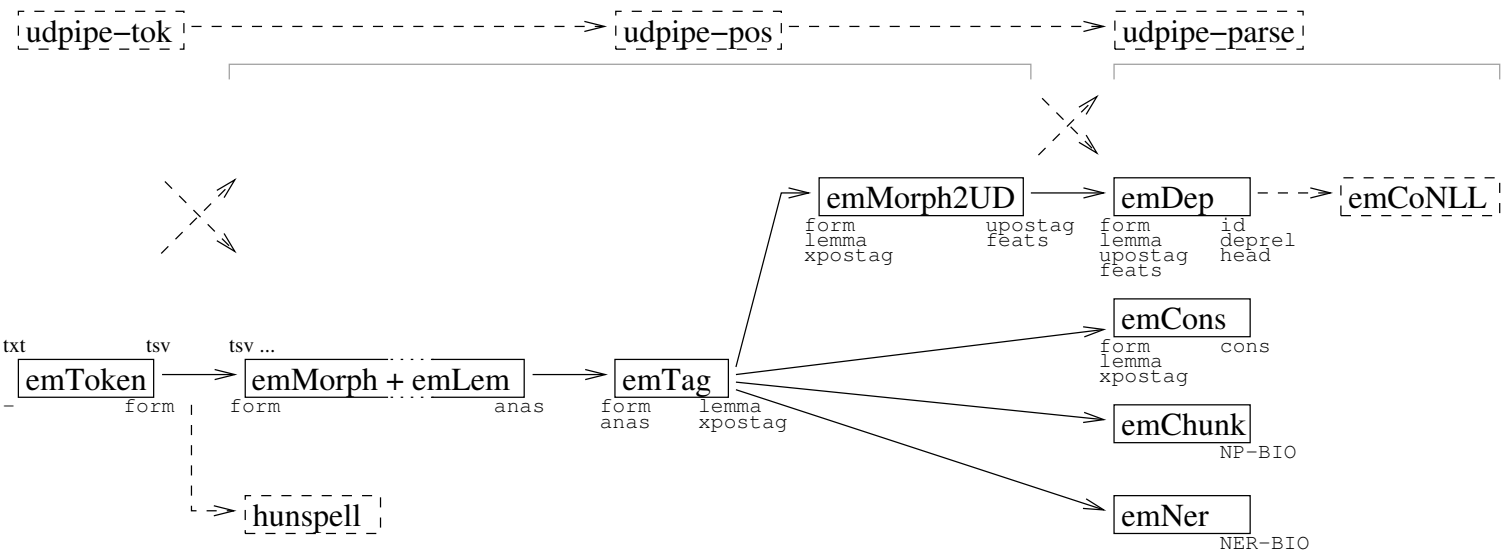 udpipe-tok
udpipe-pos
udpipe-parse
emMorph2UD
form upostag
lemma feats
xpostag
emDep
form id
lemma deprel
upostag head
feats
emCoNLL
emCons
form cons
lemma
xpostag
txt tsv
emToken
- form
tsv ...
emMorph + emLem
form anas
emTag
form lemma
anas xpostag
emChunk
NP-BIO
hunspell
emNer
NER-BIO